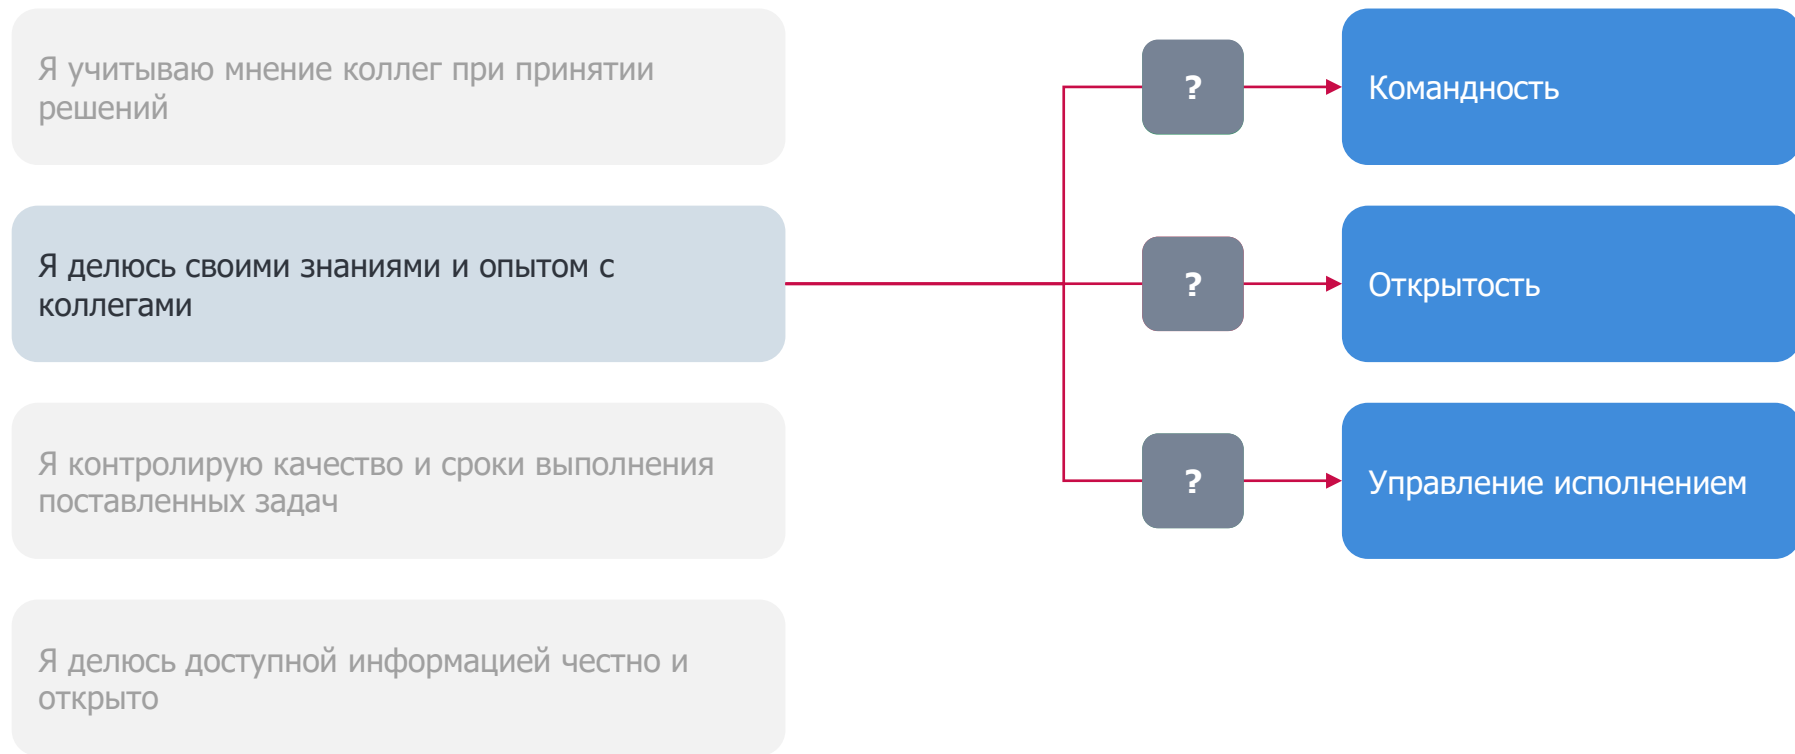 Я учитываю мнение коллег при принятии
решений
?
Командность
Я делюсь своими знаниями и опытом с
коллегами
?
Открытость
Я контролирую качество и сроки выполнения
поставленных задач
?
Управление исполнением
Я делюсь доступной информацией честно и
открыто